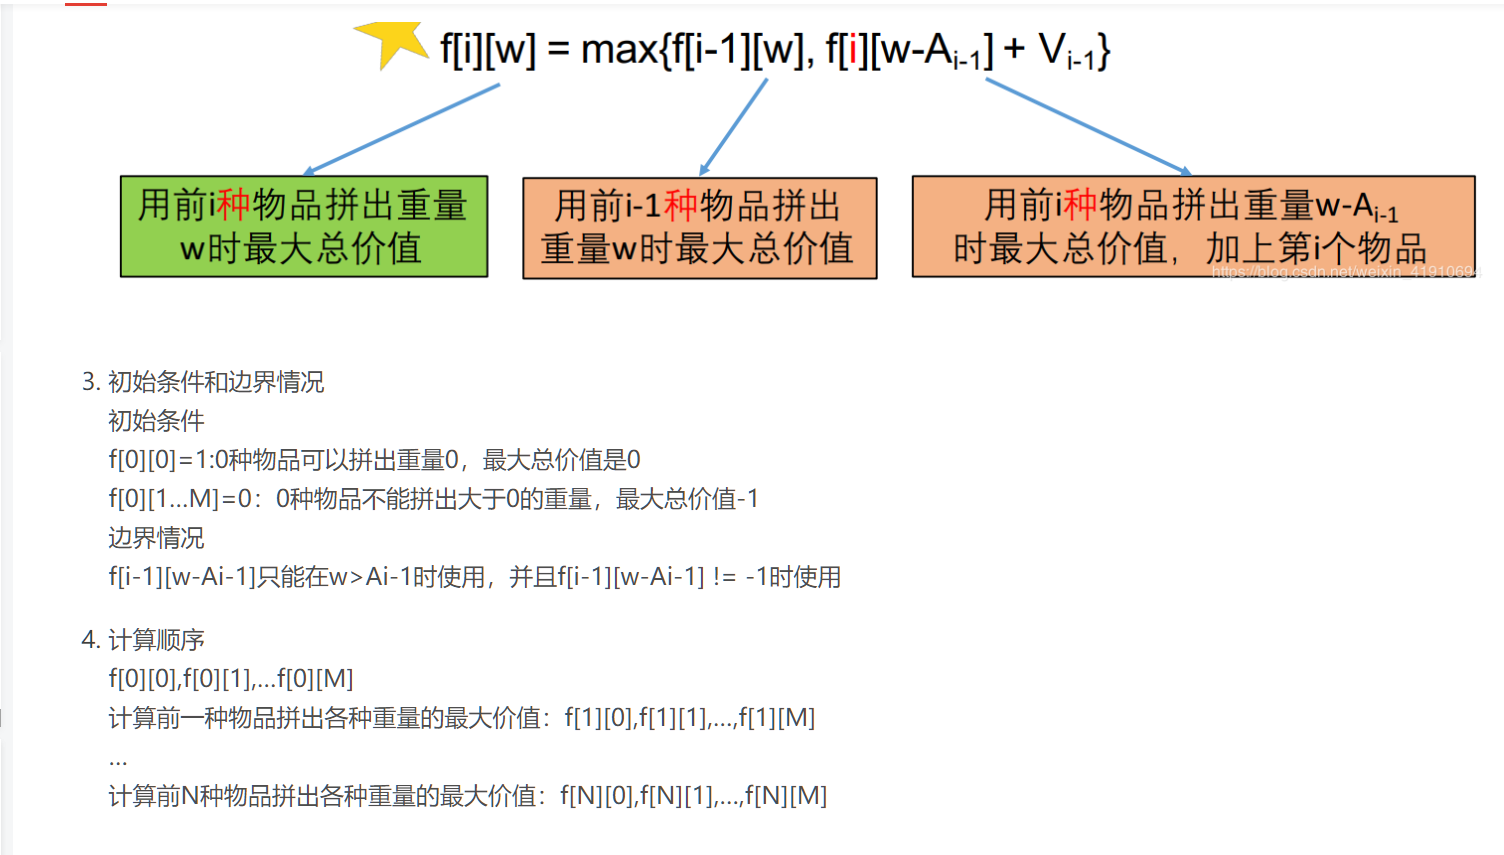 f[i][w] = max{f[i-1][w], f[i][w-Ai-1] + Vi-1}
用前i种物品拼出重量
w时最大总价值
用前i-1种物品拼出
重量w时最大总价值
用前i种物品拼出重量w-Ai-1
时最大总价值，加上第i个物品
https://blog.csdn.net/weixin_41910694
3. 初始条件和边界情况
初始条件
f[0][0]=1:0种物品可以拼出重量0，最大总价值是0
f[0][1...M]=0：0种物品不能拼出大于0的重量，最大总价值-1
边界情况
f[i-1][w-Ai-1]只能在w>Ai-1时使用，并且f[i-1][w-Ai-1] != -1时使用
4. 计算顺序
f[0][0],f[0][1],...f[0][M]
计算前一种物品拼出各种重量的最大价值：f[1][0],f[1][1],...,f[1][M]
...
计算前N种物品拼出各种重量的最大价值：f[N][0],f[N][1],...,f[N][M]